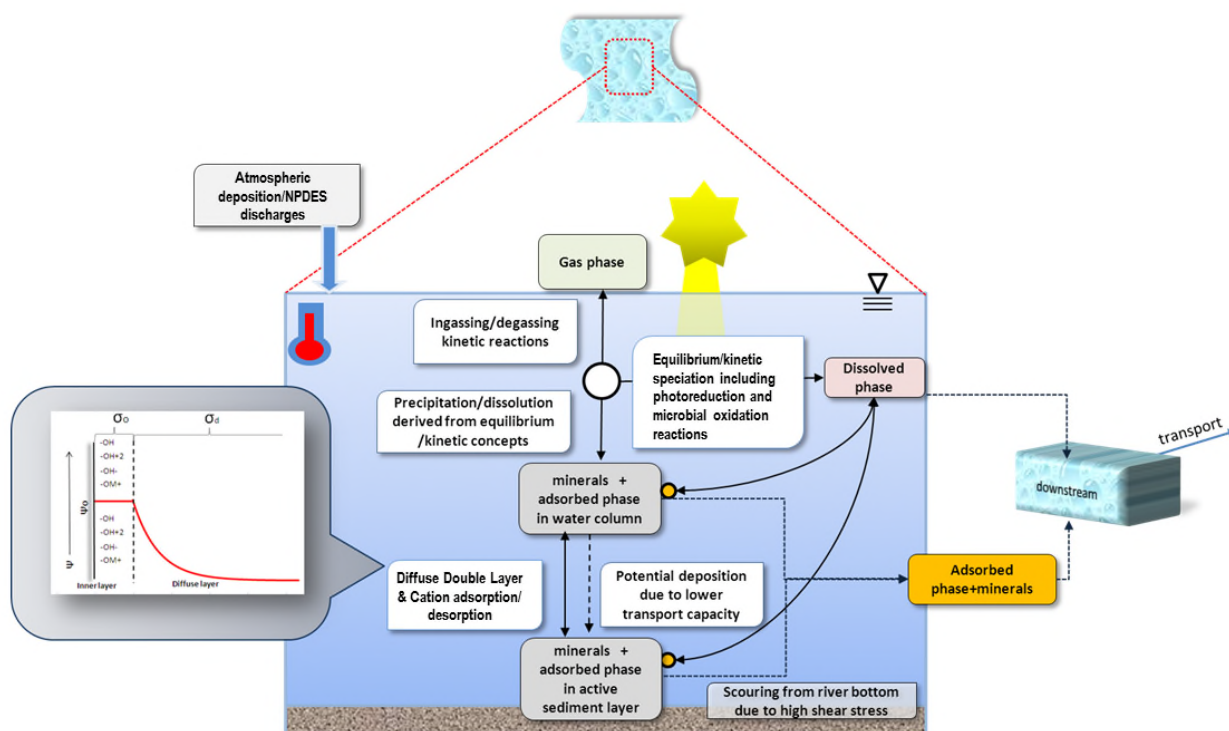 Atmospheric
deposition/NPDES
discharges
Gas phase
Ingassing/degassing
kinetic reactions
Equilibrium/kinetic
speciation including
photoreduction and
microbial oxidation
reactions
Dissolved
phase
Precipitation/dissolution
derived from equilibrium
/kinetic concepts
transport
downstream
minerals +
adsorbed phase
in water column
σo
σd
-OH
-OH+2
-OH-
-OM+
Ψo
-OH
-OH+2
-OH-
-OM+
Ψ
Inner layer
Diffuse layer
Diffuse Double Layer
& Cation adsorption/
desorption
Potential deposition
due to lower
transport capacity
Adsorbed
phase+minerals
minerals +
adsorbed phase
in active
sediment layer
Scouring from river bottom
due to high shear stress